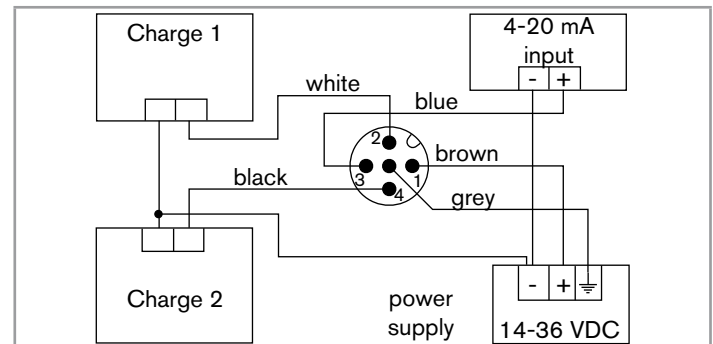 Charge 1
4-20 mA
input
- +
white
blue
2
brown
3
1
black
4
grey
- +
Charge 2
power
supply
14-36 VDC